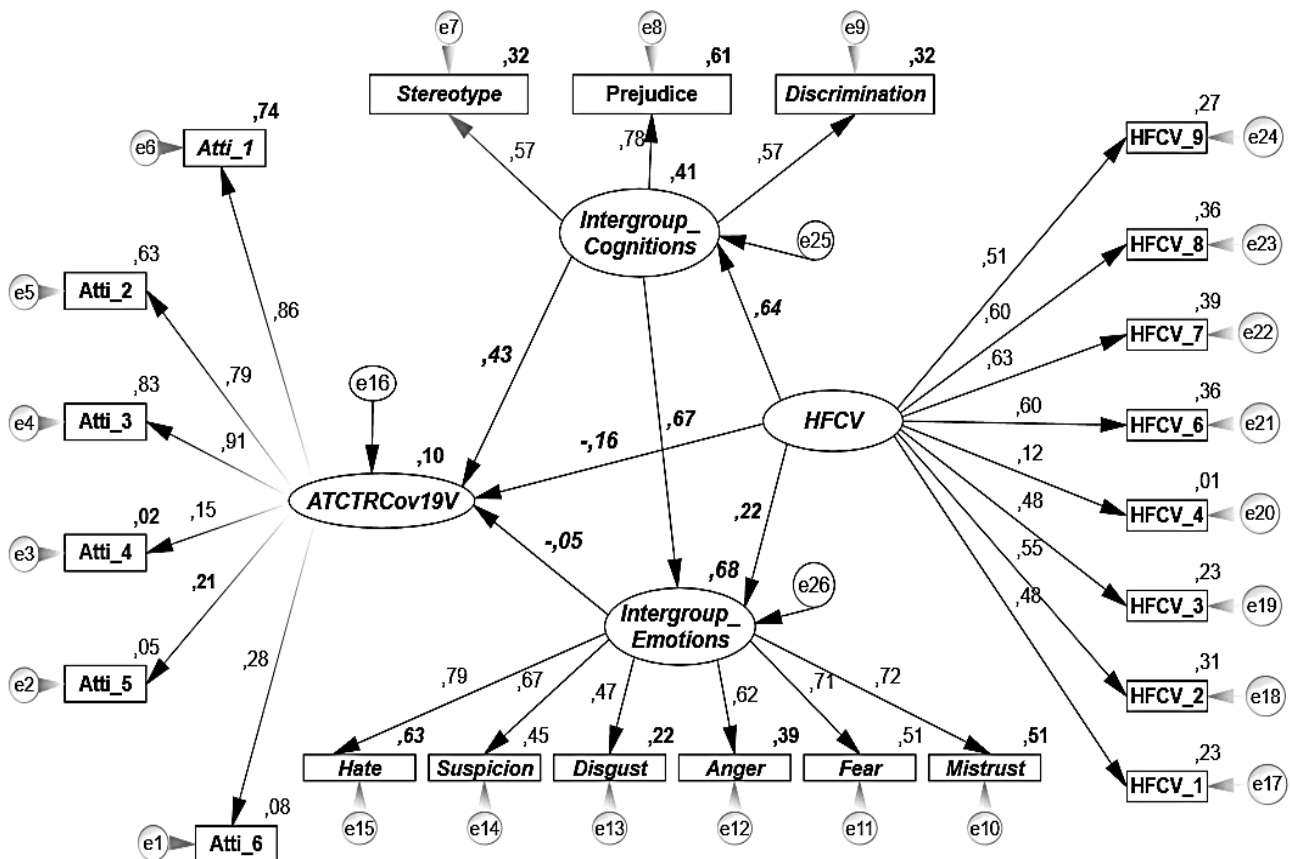 e7
e8
e9
,32
,61
,32
Stereotype
Prejudice
Discrimination
,74
e6
Atti_1
,27
HFCV_9
e24
,57
,78
,57
,41
Intergroup_
Cognitions
e25
,36
HFCV_8
e23
,63
e5
Atti_2
,51
,86
,64
,60
,39
HFCV_7
e22
,43
,79
e16
,63
,83
e4
Atti_3
,91
,67
HFCV
,60
,36
HFCV_6
e21
-,16
,10
ATCTRCov19V
,12
,15
,02
e3
Atti_4
,22
,48
,01
HFCV_4
e20
-,05
,55
,21
,68
e26
,48
,23
HFCV_3
e19
Intergroup_
Emotions
,05
e2
Atti_5
,28
,79
,67
,47
,62
,71
,72
,31
HFCV_2
e18
,63
,45
,22
,39
,51
,51
Hate
Suspicion
Disgust
Anger
Fear
Mistrust
,23
HFCV_1
e17
,08
e1
Atti_6
e15
e14
e13
e12
e11
e10